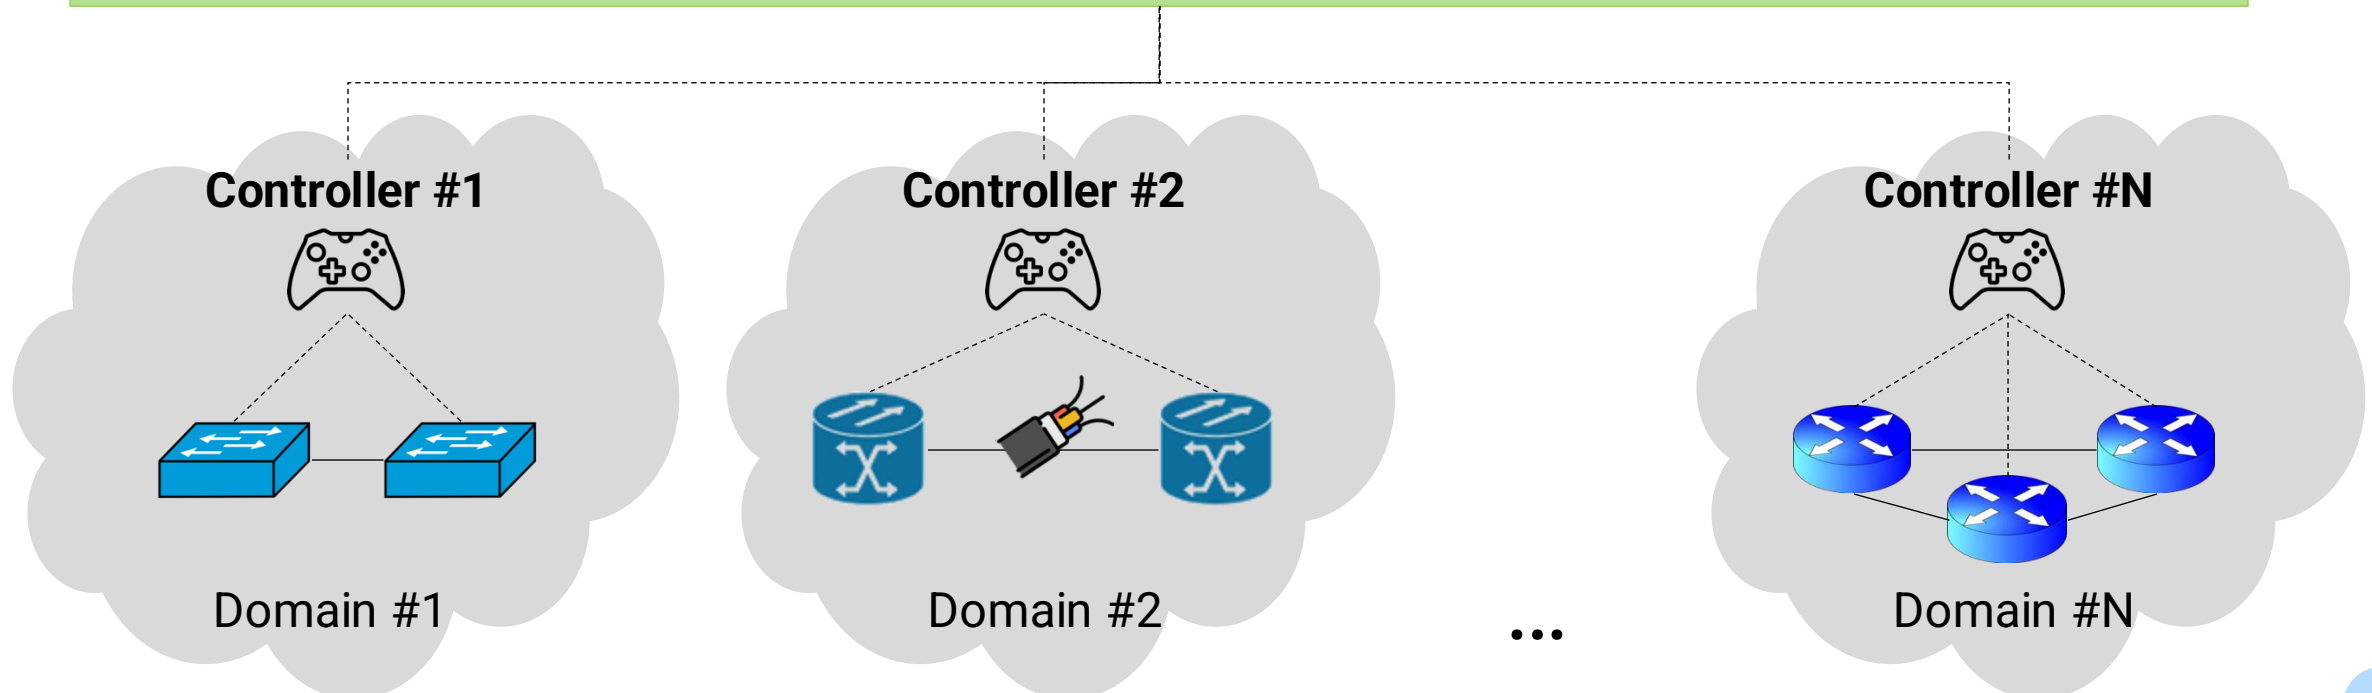 Controller #1
Controller #2
Controller #N
Domain #1
Domain #2
...
Domain #N